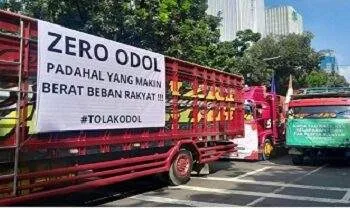 ZERO ODOL
PADAHAL YANG MAKIN
BERAT BEBAN RAKYAT !!!
#TOLAKODOL